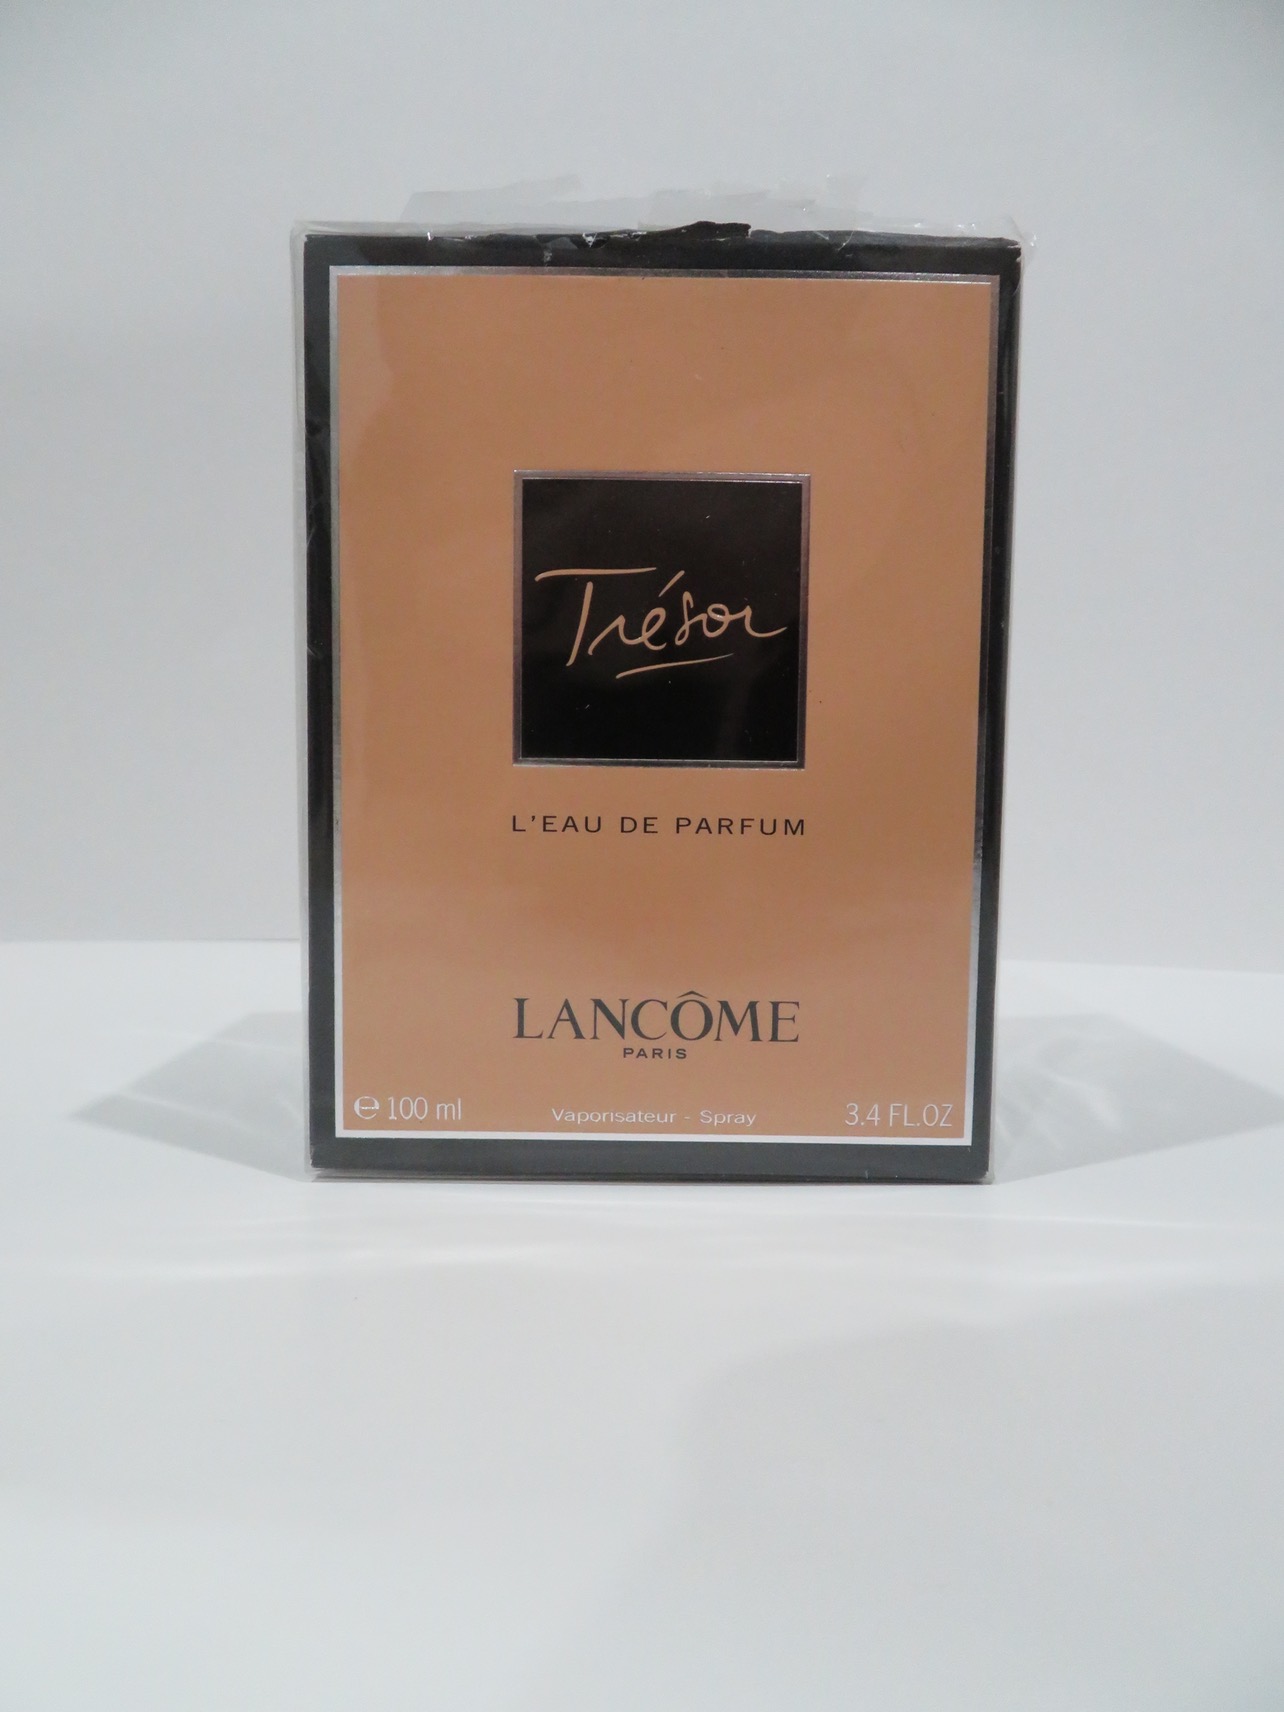 Trésor
L'EAU DE PARFUM
LANCÔME
PARIS
℮ 100 ml
Vaporisateur - Spray
3.4 FL.OZ